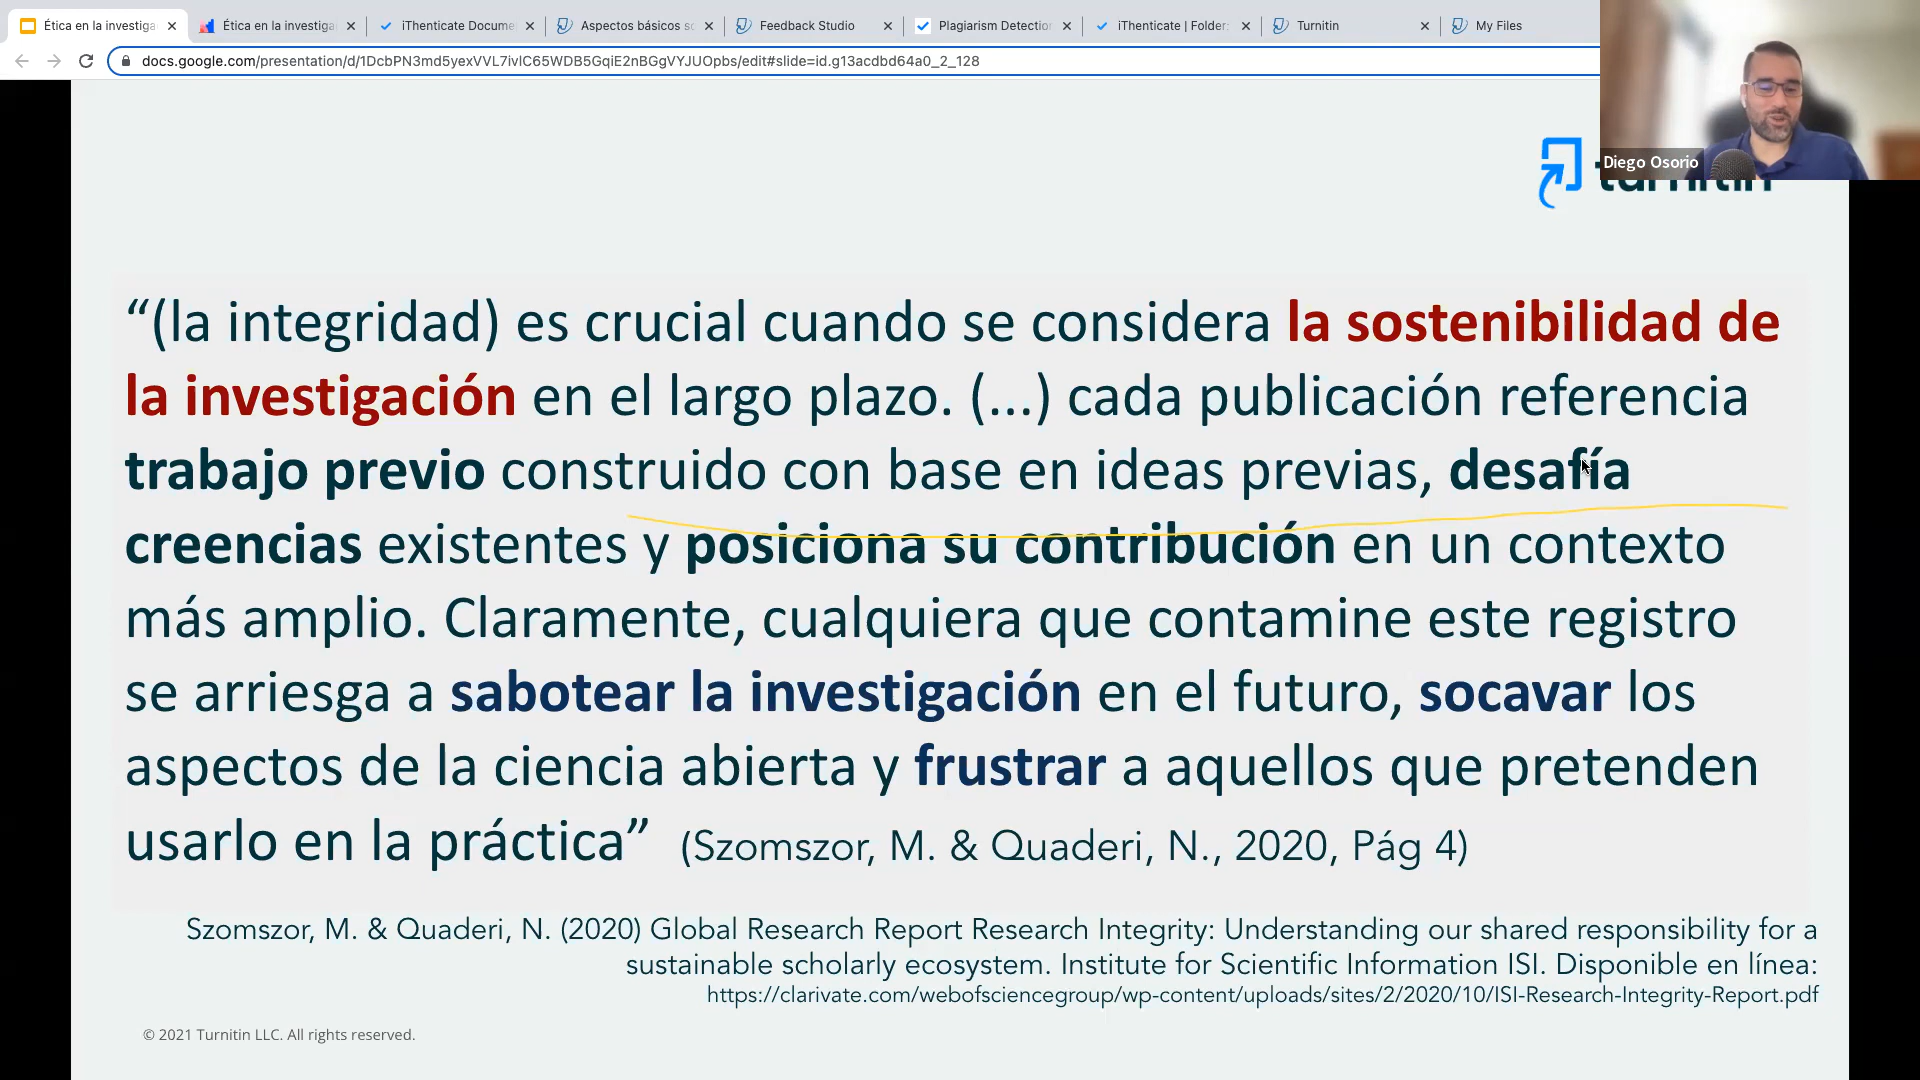 Ética en la investiga
Ética en la investiga
iThenticate Docume
Aspectos básicos so
Feedback Studio
Plagiarism Detectio
iThenticate | Folder:
Turnitin
My Files
docs.google.com/presentation/d/1DcbPN3md5yexVVL7ivlC65WDB5GqiE2nBGgVYJUOpbs/edit#slide=id.g13acdbd64a0_2_128
Diego Osorio
turnitin
“(la integridad) es crucial cuando se considera la sostenibilidad de
la investigación en el largo plazo. (...) cada publicación referencia
trabajo previo construido con base en ideas previas, desafía
creencias existentes y posiciona su contribución en un contexto
más amplio. Claramente, cualquiera que contamine este registro
se arriesga a sabotear la investigación en el futuro, socavar los
aspectos de la ciencia abierta y frustrar a aquellos que pretenden
usarlo en la práctica” (Szomszor, M. & Quaderi, N., 2020, Pág 4)
Szomszor, M. & Quaderi, N. (2020) Global Research Report Research Integrity: Understanding our shared responsibility for a
sustainable scholarly ecosystem. Institute for Scientific Information ISI. Disponible en línea:
https://clarivate.com/webofsciencegroup/wp-content/uploads/sites/2/2020/10/ISI-Research-Integrity-Report.pdf
© 2021 Turnitin LLC. All rights reserved.